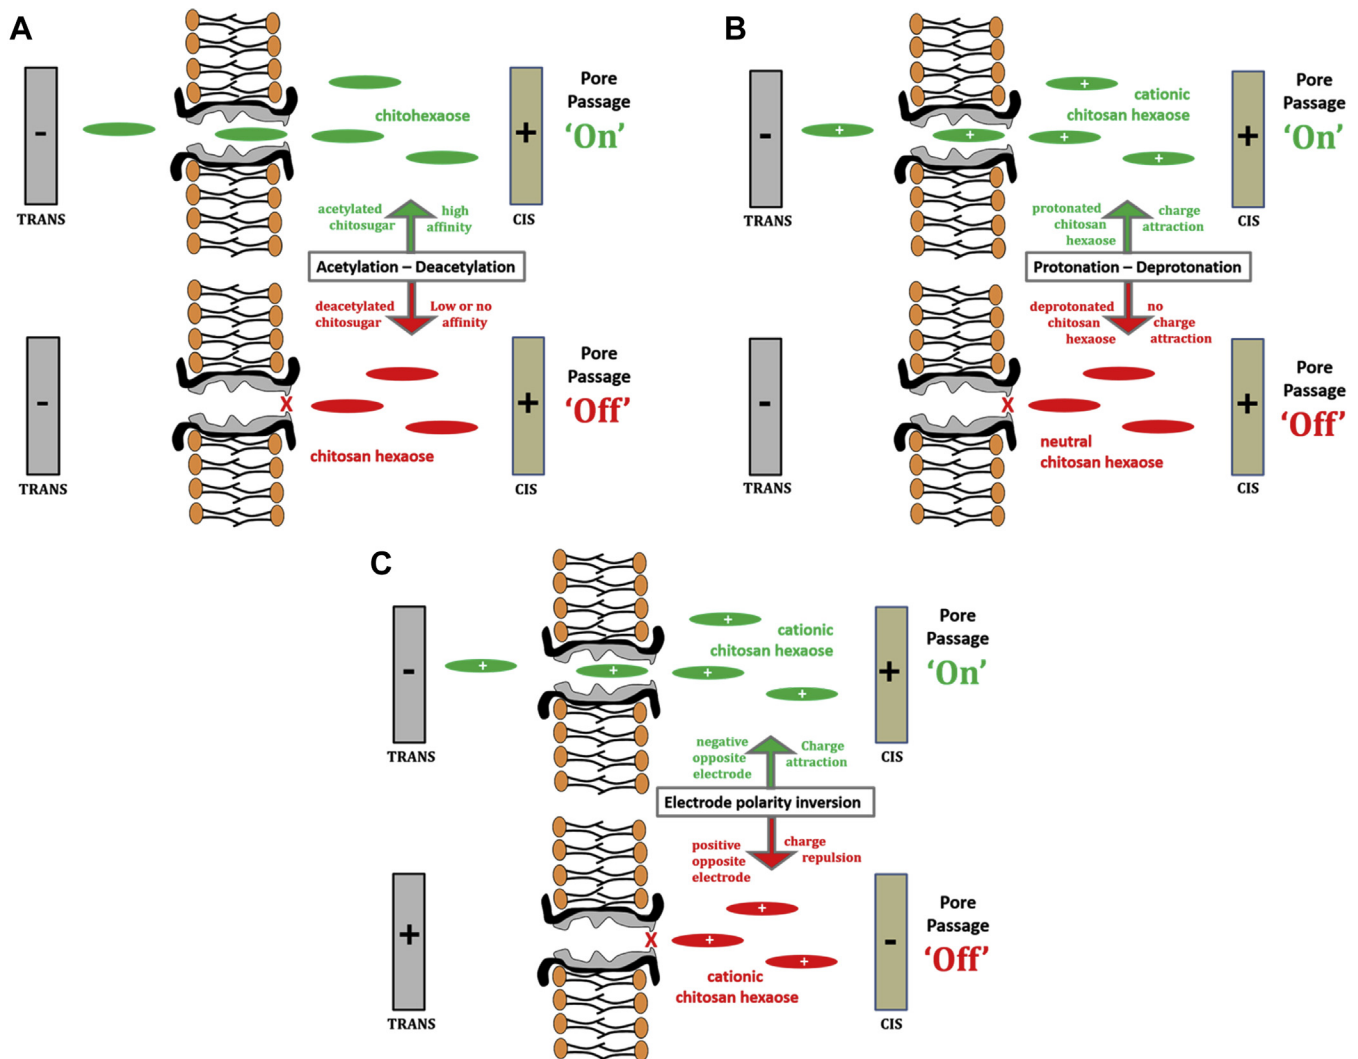 A
-
TRANS
chitohexaose
+
CIS
Pore
Passage
‘On’
acetylated
chitosugar
high
affinity
Acetylation – Deacetylation
deacetylated
chitosugar
Low or no
affinity
-
TRANS
X
chitosan hexaose
+
CIS
Pore
Passage
‘Off’
B
-
TRANS
+
+
+
+
+
cationic
chitosan hexaose
+
CIS
Pore
Passage
‘On’
protonated
chitosan
hexaose
charge
attraction
Protonation – Deprotonation
deprotonated
chitosan
hexaose
no
charge
attraction
-
TRANS
X
neutral
chitosan hexaose
+
CIS
Pore
Passage
‘Off’
C
-
TRANS
+
+
+
+
+
cationic
chitosan hexaose
+
CIS
Pore
Passage
‘On’
negative
opposite
electrode
Charge
attraction
Electrode polarity inversion
positive
opposite
electrode
charge
repulsion
+
TRANS
X
+
+
+
cationic
chitosan hexaose
-
CIS
Pore
Passage
‘Off’